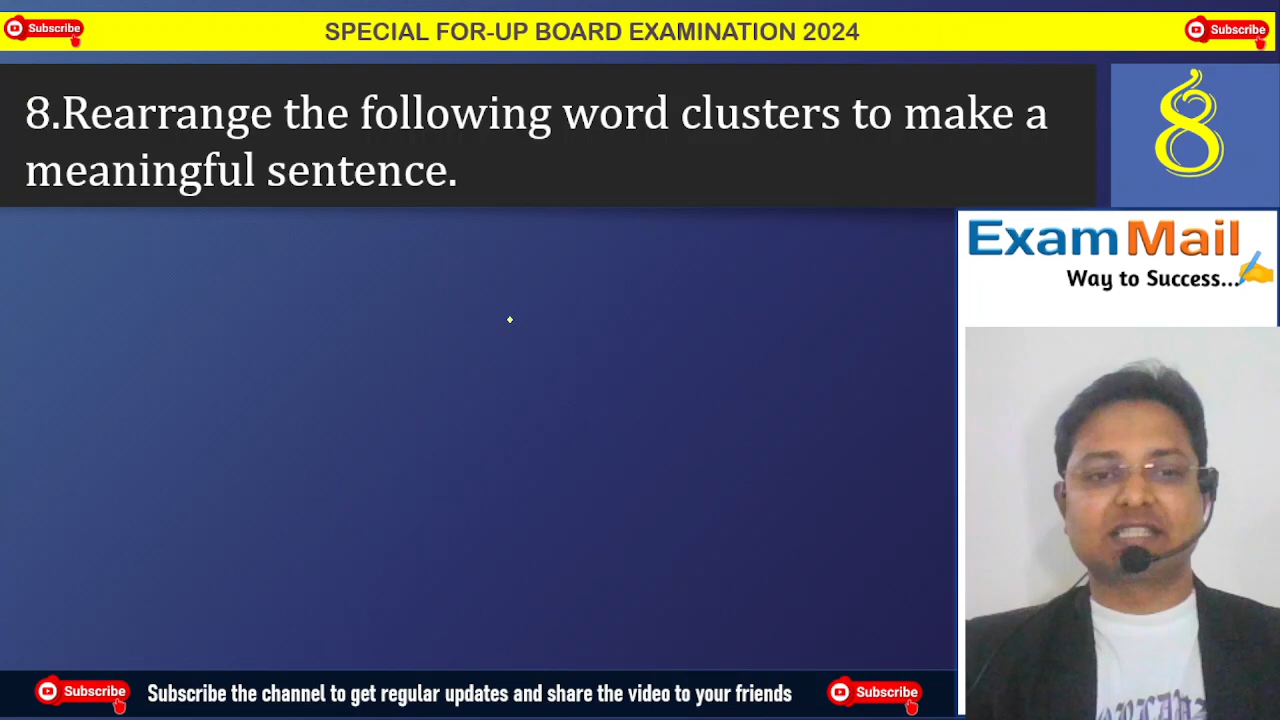 Subscribe
SPECIAL FOR-UP BOARD EXAMINATION 2024
Subscribe
8.Rearrange the following word clusters to make a
meaningful sentence.
8
Exam Mail
Way to Success...
Subscribe
Subscribe the channel to get regular updates and share the video to your friends
Subscribe